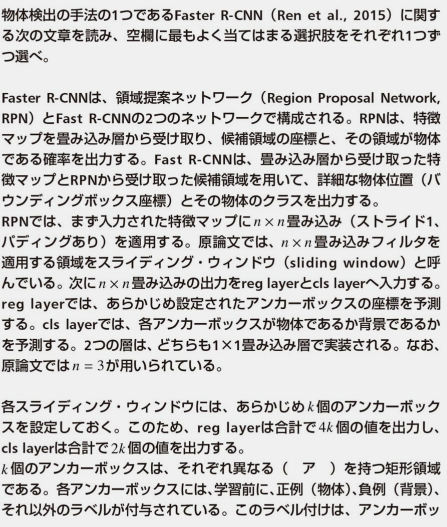 物体検出の手法の1つであるFaster R-CNN（Ren et al., 2015）に関す
る次の文章を読み、空欄に最もよく当てはまる選択肢をそれぞれ1つず
つ選べ。
Faster R-CNNは、領域提案ネットワーク（Region Proposal Network,
RPN）とFast R-CNNの2つのネットワークで構成される。RPNは、特徴
マップを畳み込み層から受け取り、候補領域の座標と、その領域が物体
である確率を出力する。Fast R-CNNは、畳み込み層から受け取った特
徴マップとRPNから受け取った候補領域を用いて、詳細な物体位置（バ
ウンディングボックス座標）とその物体のクラスを出力する。
RPNでは、まず入力された特徴マップにn×n畳み込み（ストライド1、
パディングあり）を適用する。原論文では、n×n畳み込みフィルタを
適用する領域をスライディング・ウィンドウ（sliding window）と呼
んでいる。次にn×n畳み込みの出力をreg layerとcls layerへ入力する。
reg layerでは、あらかじめ設定されたアンカーボックスの座標を予測
する。cls layerでは、各アンカーボックスが物体であるか背景であるか
を予測する。2つの層は、どちらも1×1畳み込み層で実装される。なお、
原論文ではn = 3が用いられている。
各スライディング・ウィンドウには、あらかじめk個のアンカーボック
スを設定しておく。このため、reg layerは合計で4k個の値を出力し、
cls layerは合計で2k個の値を出力する。
k個のアンカーボックスは、それぞれ異なる（　ア　）を持つ矩形領域
である。各アンカーボックスには、学習前に、正例（物体）、負例（背景）、
それ以外のラベルが付与されている。このラベル付けは、アンカーボッ